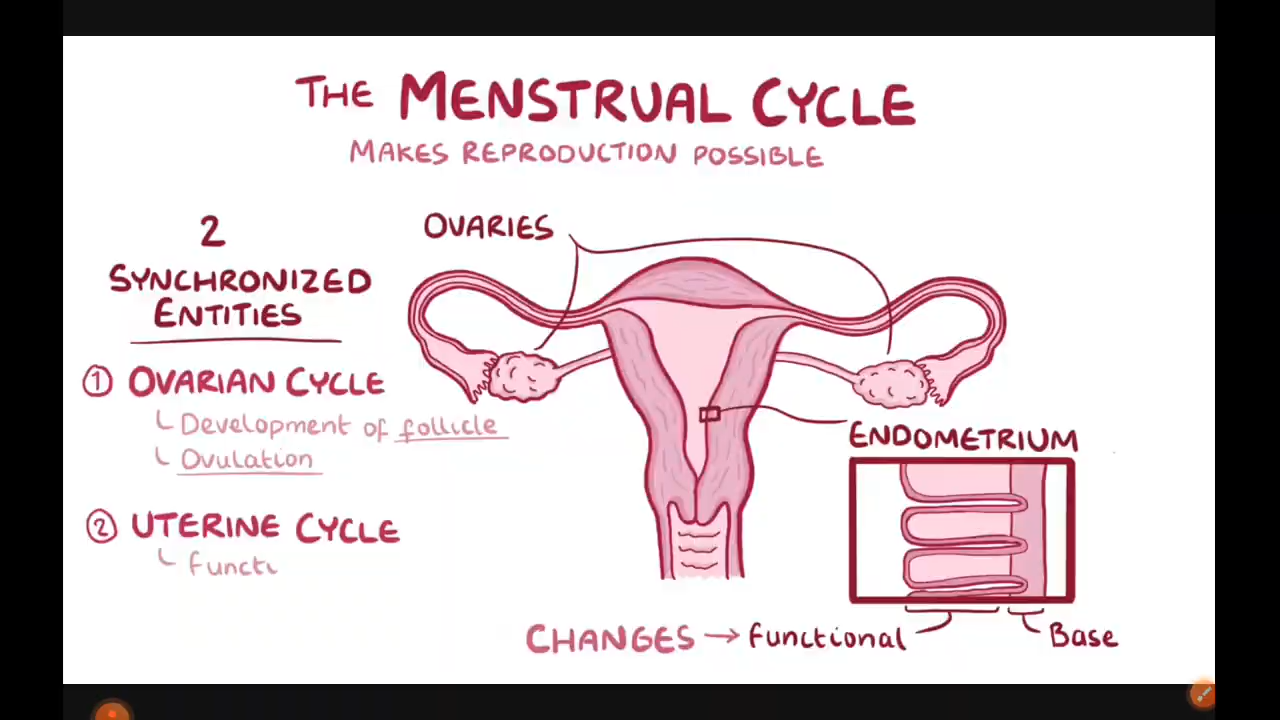 THE MENSTRUAL CYCLE
MAKES REPRODUCTION POSSIBLE
2
SYNCHRONIZED
ENTITIES
① OVARIAN CYCLE
Development of follicle
Ovulation
② UTERINE CYCLE
Functi
OVARIES
ENDOMETRIUM
CHANGES → Functional
Base